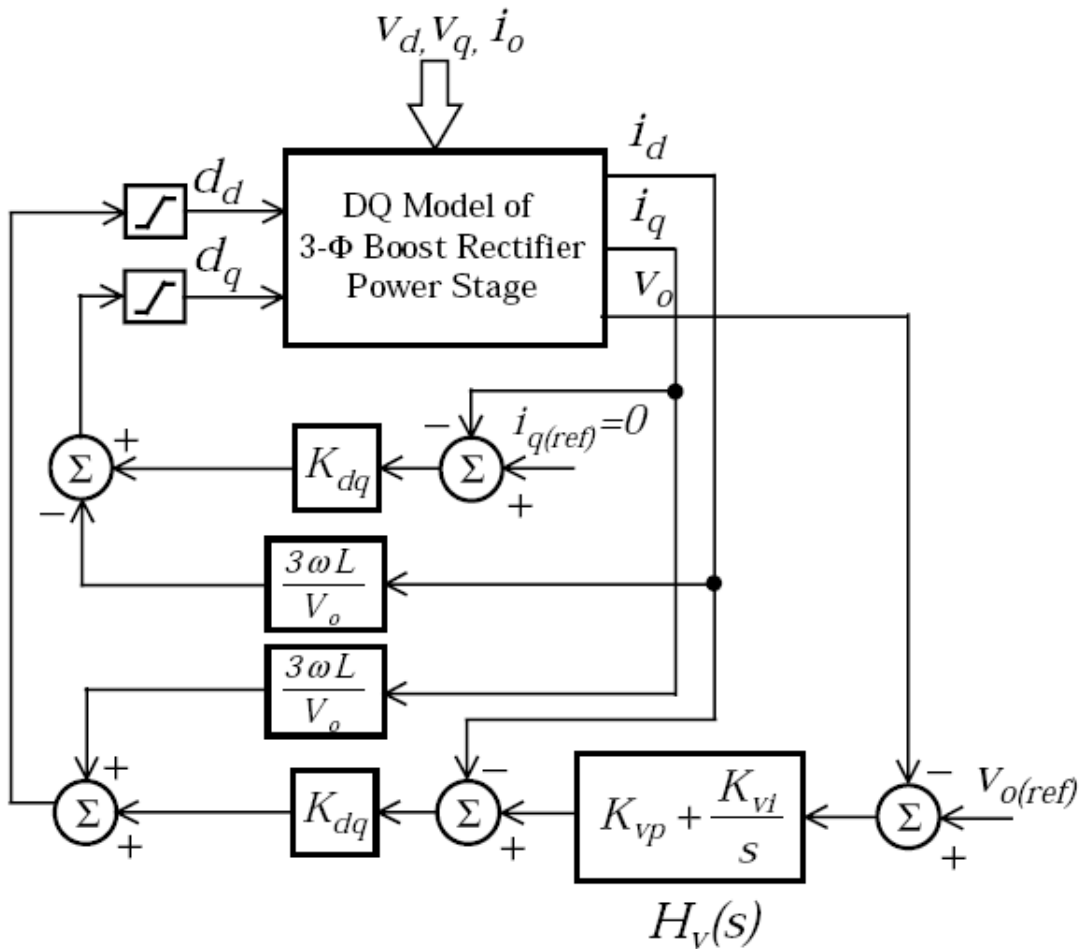 v_d, v_q, i_o
d_d
d_q
DQ Model of
3-Φ Boost Rectifier
Power Stage
i_d
i_q
v_o
−
i_q(ref)=0
+
Σ
−
K_dq
Σ
+
3ωL
V_o
3ωL
V_o
+
Σ
+
K_dq
−
Σ
+
K_vp + K_vi
s
H_v(s)
−
Σ
+
v_o(ref)